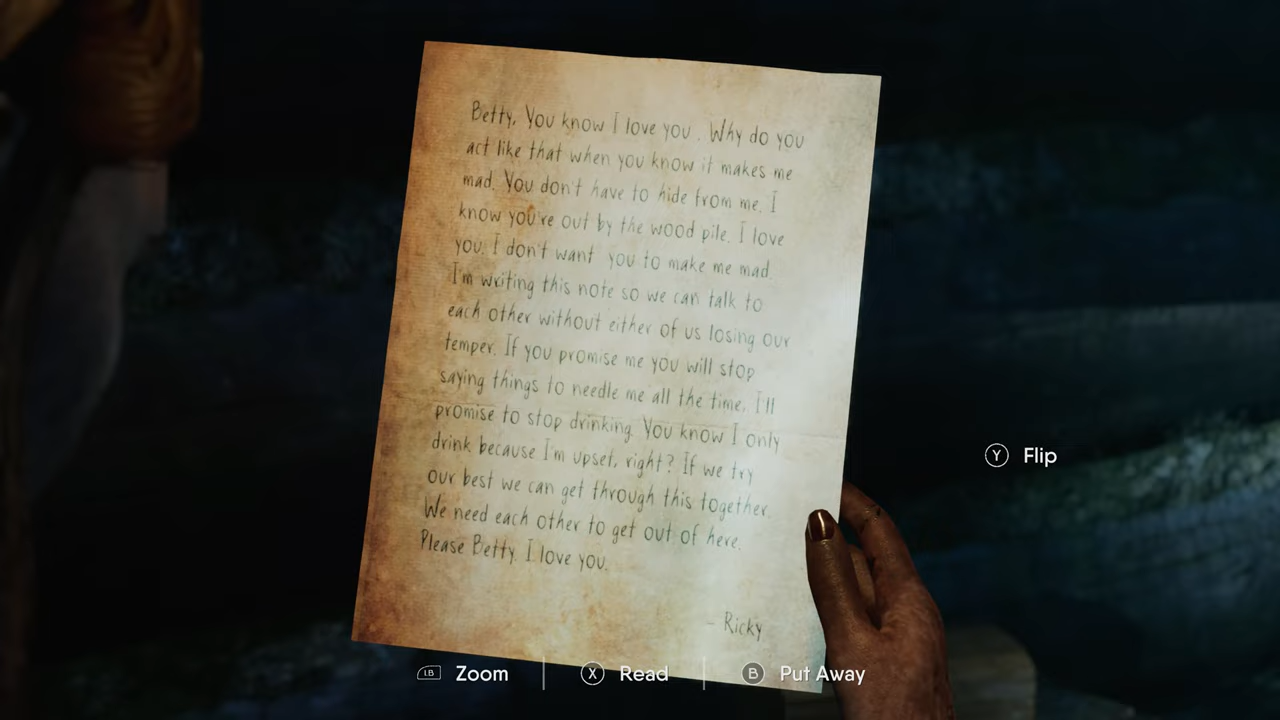 Betty, You know I love you. Why do you
act like that when you know it makes me
mad. You don't have to hide from me. I
know you're out by the wood pile. I love
you. I don't want you to make me mad.
I'm writing this note so we can talk to
each other without either of us losing our
temper. If you promise me you will stop
saying things to needle me all the time, I'll
promise to stop drinking. You know I only
drink because I'm upset, right? If we try
our best we can get through this together.
We need each other to get out of here.
Please Betty. I love you.
- Ricky
Y Flip
LB Zoom
X Read
B Put Away